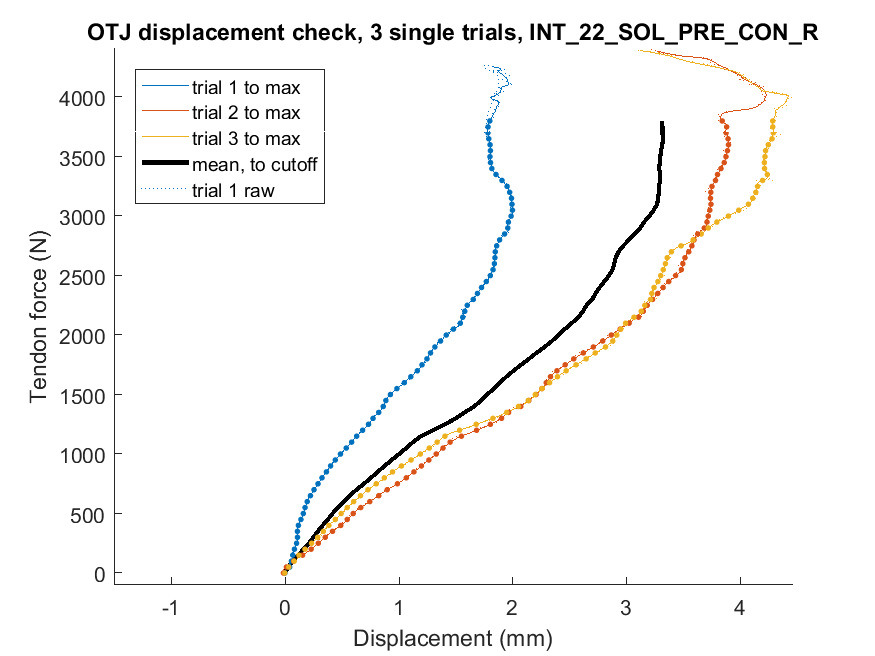 OTJ displacement check, 3 single trials, INT_22_SOL_PRE_CON_R
trial 1 to max
trial 2 to max
trial 3 to max
mean, to cutoff
trial 1 raw
Tendon force (N)
4000
3500
3000
2500
2000
1500
1000
500
0
-1
0
1
2
3
4
Displacement (mm)